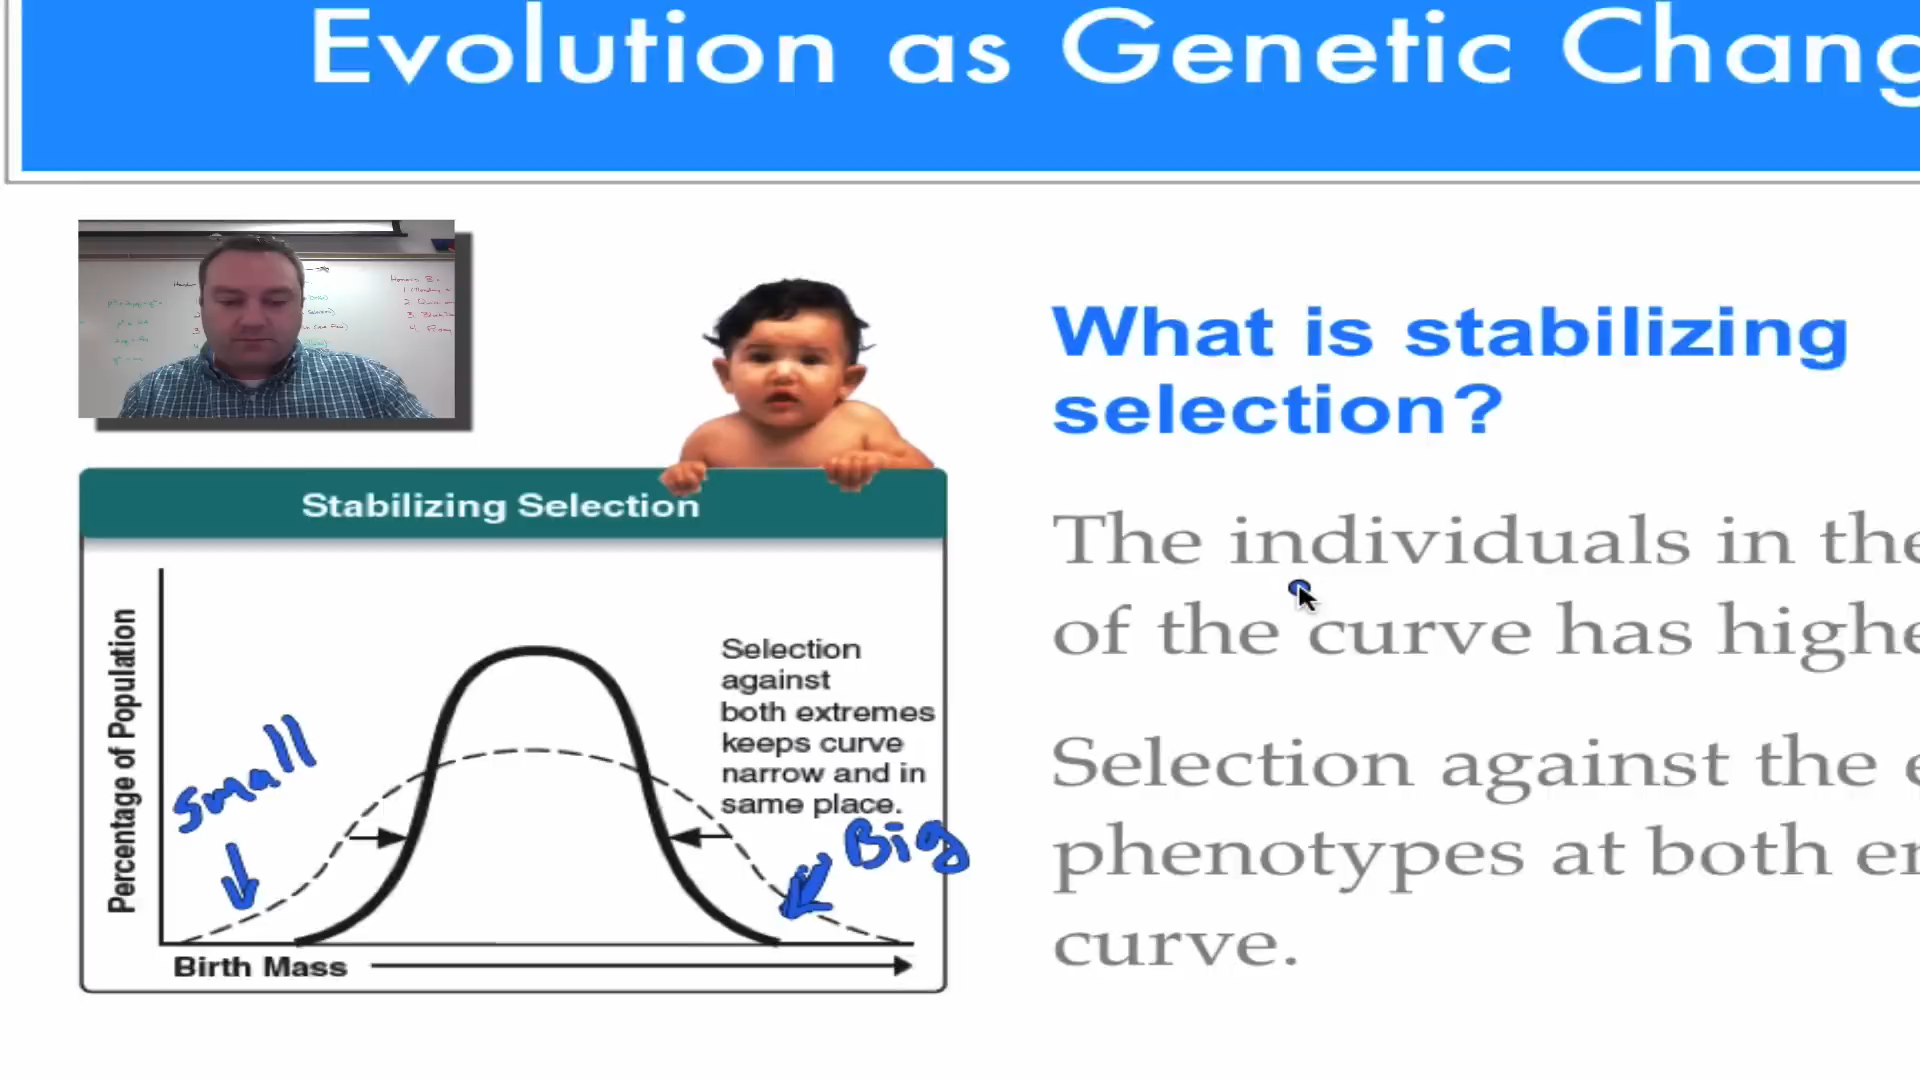 Evolution as Genetic Chang
What is stabilizing
selection?
The individuals in the
of the curve has highe
Selection against the e
phenotypes at both en
curve.
Stabilizing Selection
Percentage of Population
Selection
against
both extremes
keeps curve
narrow and in
same place.
Small
Big
Birth Mass